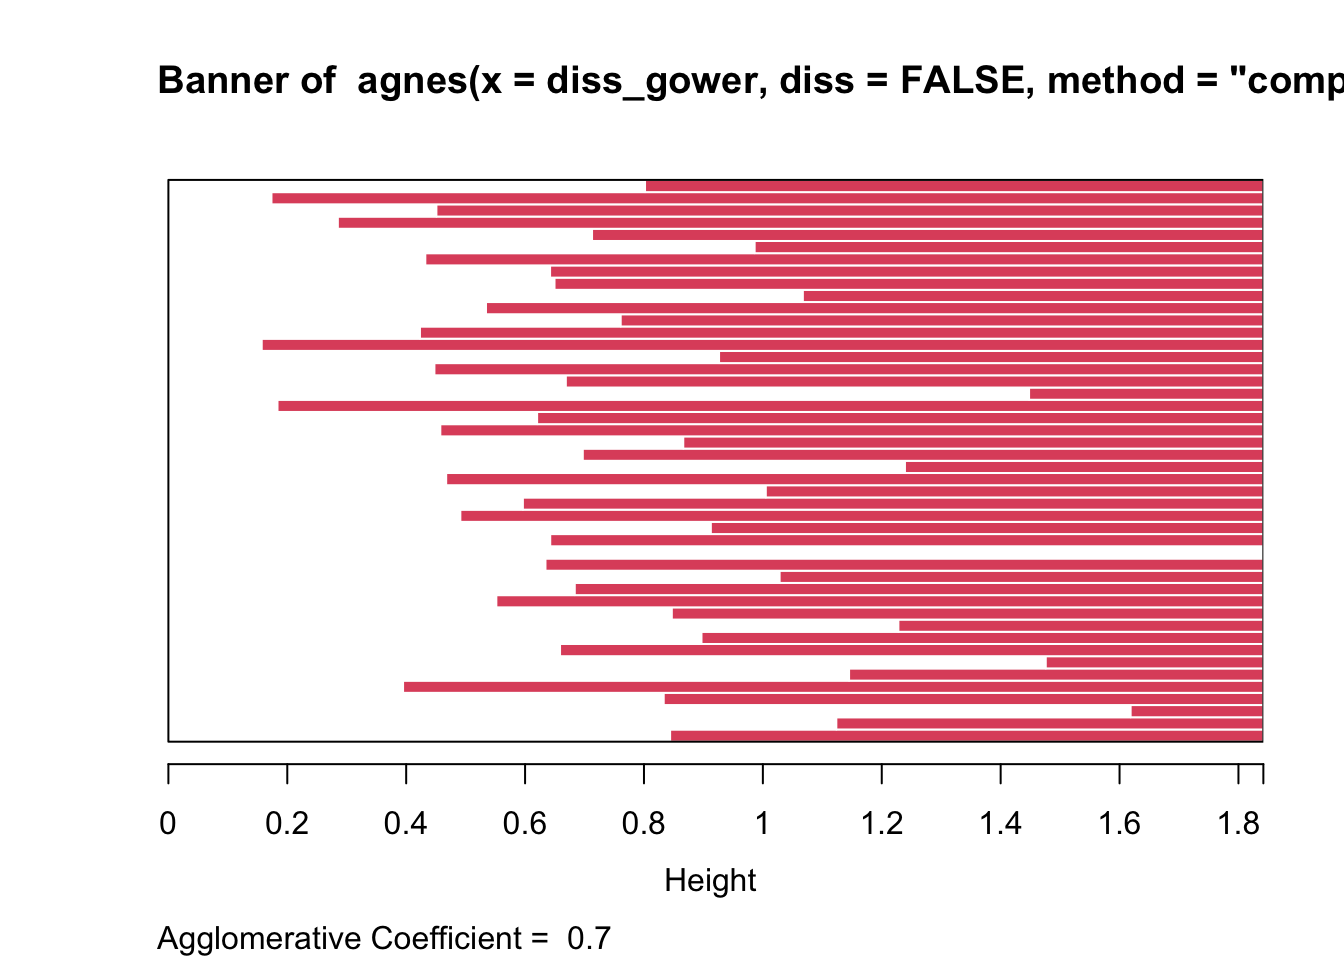 Banner of  agnes(x = diss_gower, diss = FALSE, method = "comp
0 0.2 0.4 0.6 0.8 1 1.2 1.4 1.6 1.8
Height
Agglomerative Coefficient =  0.7